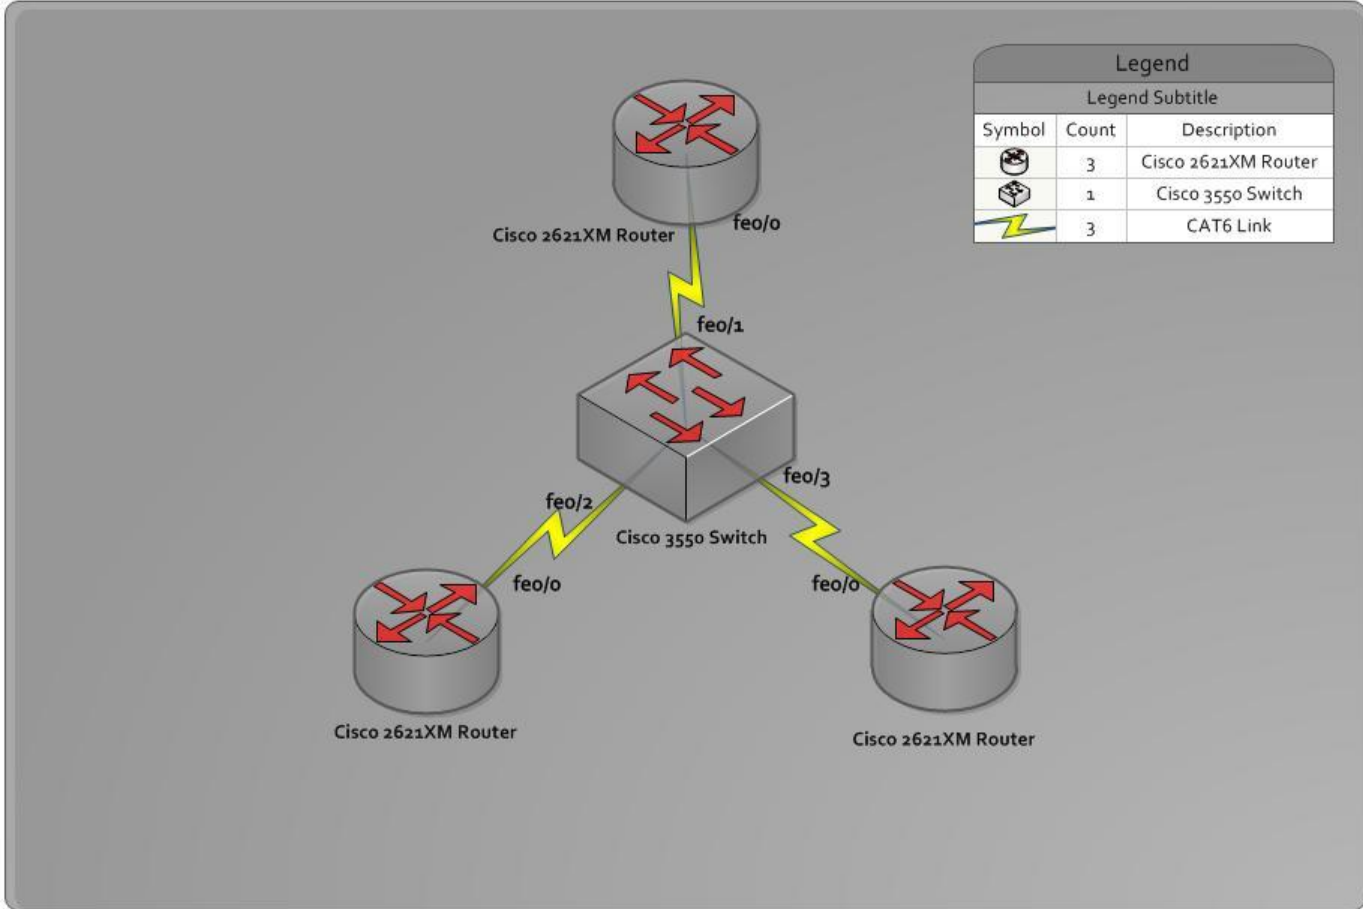 Legend
Legend Subtitle
Symbol Count Description
3 Cisco 2621XM Router
1 Cisco 3550 Switch
3 CAT6 Link
fe0/0
Cisco 2621XM Router
fe0/1
fe0/3
fe0/2
Cisco 3550 Switch
fe0/0
fe0/0
Cisco 2621XM Router
Cisco 2621XM Router